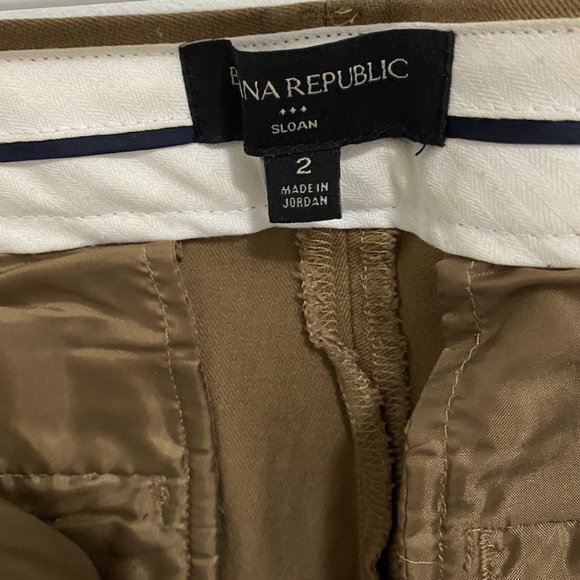 B NA REPUBLIC
SLOAN
2
MADE IN
JORDAN